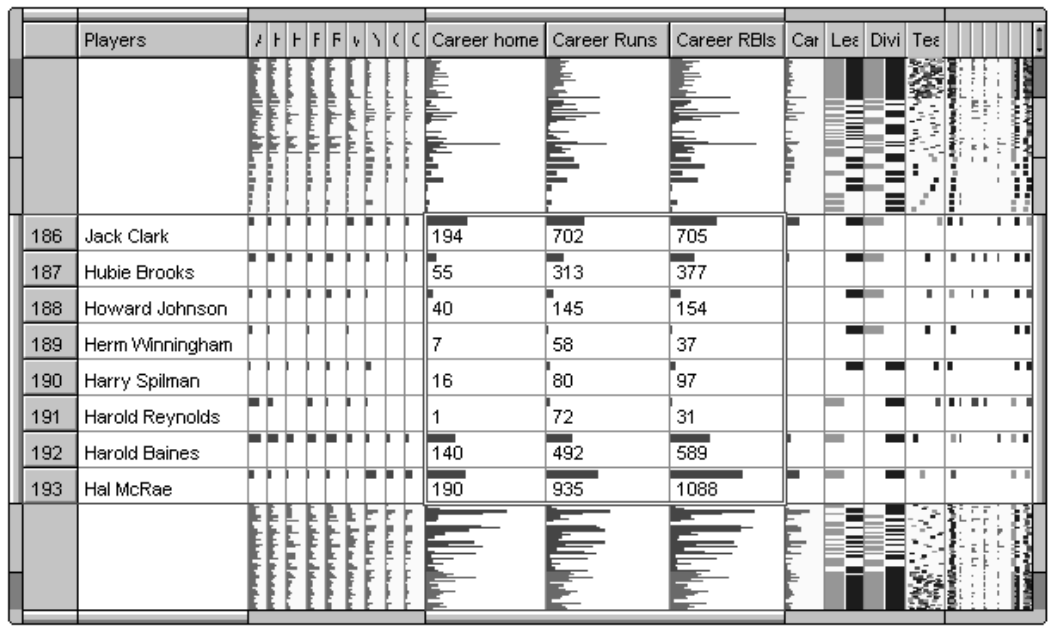 Players Career home Career Runs Career RBIs Car Lea Divi Tea
186 Jack Clark 194 702 705
187 Hubie Brooks 55 313 377
188 Howard Johnson 40 145 154
189 Herm Winningham 7 58 37
190 Harry Spilman 16 80 97
191 Harold Reynolds 1 72 31
192 Harold Baines 140 492 589
193 Hal McRae 190 935 1088